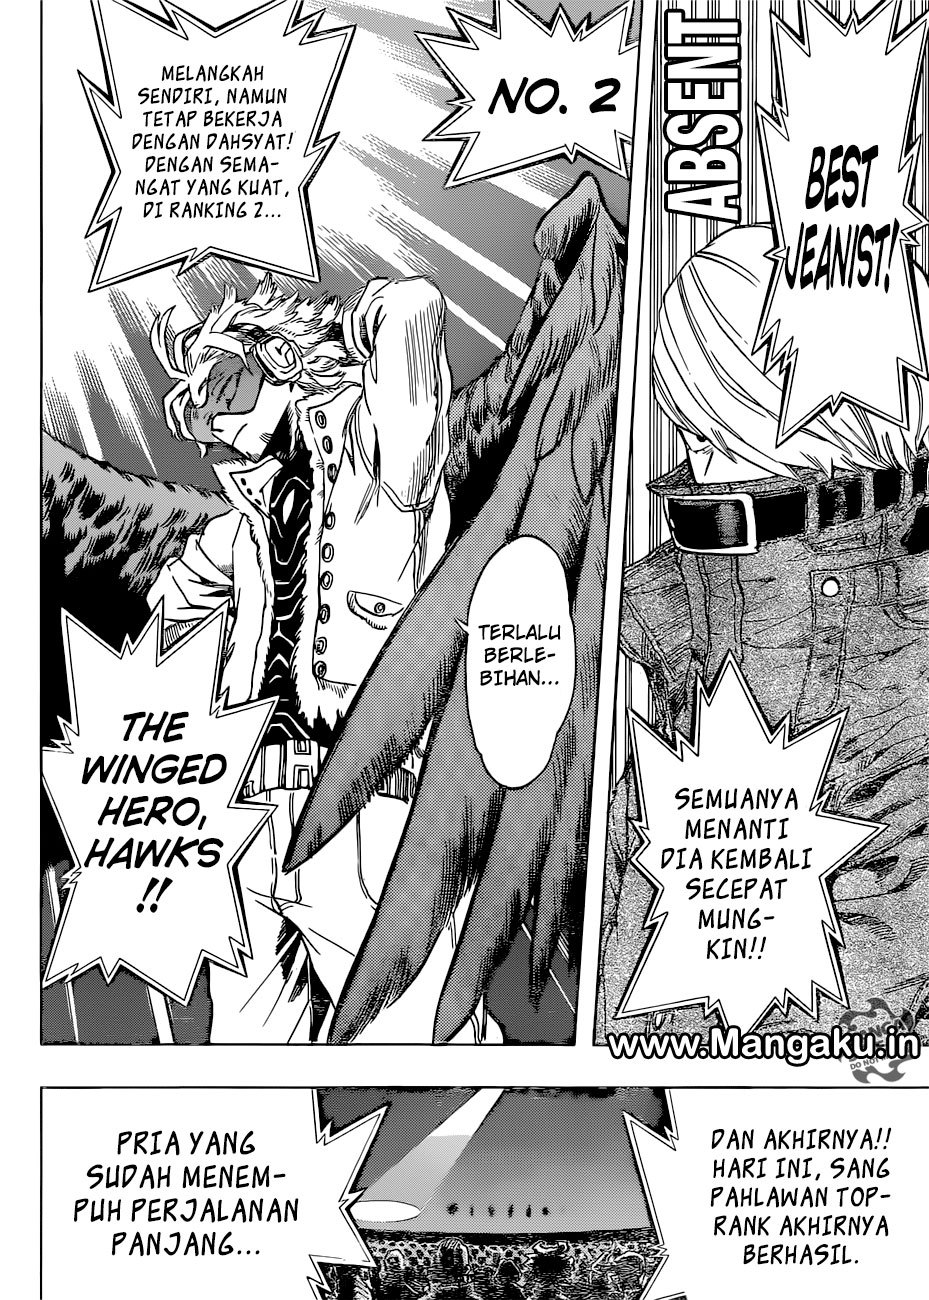 BEST
JEANIST!
ABSENT
SEMUANYA
MENANTI
DIA KEMBALI
SECEPAT
MUNG-
KIN!!
NO. 2
MELANGKAH
SENDIRI, NAMUN
TETAP BEKERJA
DENGAN DAHSYAT!
DENGAN SEMA-
NGAT YANG KUAT,
DI RANKING 2...
TERLALU
BERLE-
BIHAN...
THE
WINGED
HERO,
HAWKS
!!
www.Mangaku.in
DAN AKHIRNYA!!
HARI INI, SANG
PAHLAWAN TOP-
RANK AKHIRNYA
BERHASIL.
PRIA YANG
SUDAH MENEM-
PUH PERJALANAN
PANJANG...